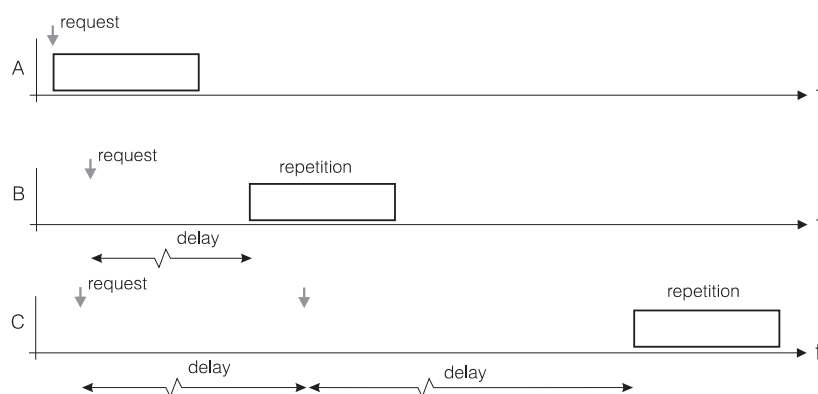 request
A
request
repetition
B
delay
request
repetition
C
t
delay
delay